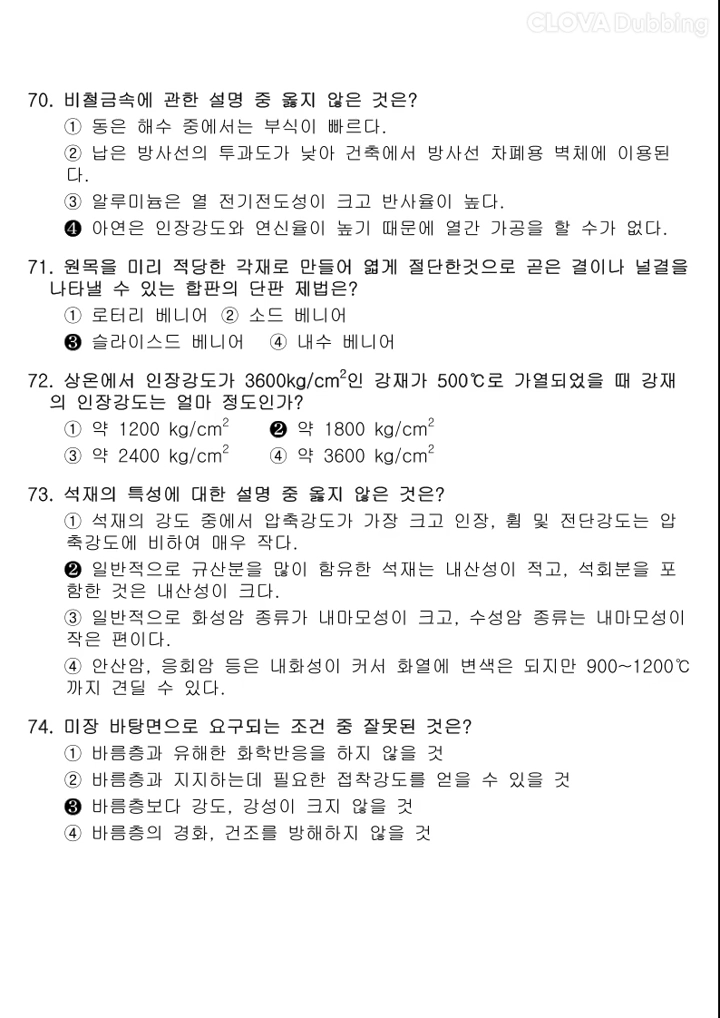 CLOVA Dubbing
70. 비철금속에 관한 설명 중 옳지 않은 것은?
① 동은 해수 중에서는 부식이 빠르다.
② 납은 방사선의 투과도가 낮아 건축에서 방사선 차폐용 벽체에 이용된
다.
③ 알루미늄은 열 전기전도성이 크고 반사율이 높다.
❹ 아연은 인장강도와 연신율이 높기 때문에 열간 가공을 할 수가 없다.
71. 원목을 미리 적당한 각재로 만들어 엷게 절단한것으로 곧은 결이나 널결을
나타낼 수 있는 합판의 단판 제법은?
① 로터리 베니어 ② 소드 베니어
❸ 슬라이스드 베니어 ④ 내수 베니어
72. 상온에서 인장강도가 3600kg/cm²인 강재가 500℃로 가열되었을 때 강재
의 인장강도는 얼마 정도인가?
① 약 1200 kg/cm² ❷ 약 1800 kg/cm²
③ 약 2400 kg/cm² ④ 약 3600 kg/cm²
73. 석재의 특성에 대한 설명 중 옳지 않은 것은?
① 석재의 강도 중에서 압축강도가 가장 크고 인장, 휨 및 전단강도는 압
축강도에 비하여 매우 작다.
❷ 일반적으로 규산분을 많이 함유한 석재는 내산성이 적고, 석회분을 포
함한 것은 내산성이 크다.
③ 일반적으로 화성암 종류가 내마모성이 크고, 수성암 종류는 내마모성이
작은 편이다.
④ 안산암, 응회암 등은 내화성이 커서 화열에 변색은 되지만 900~1200℃
까지 견딜 수 있다.
74. 미장 바탕면으로 요구되는 조건 중 잘못된 것은?
① 바름층과 유해한 화학반응을 하지 않을 것
② 바름층과 지지하는데 필요한 접착강도를 얻을 수 있을 것
❸ 바름층보다 강도, 강성이 크지 않을 것
④ 바름층의 경화, 건조를 방해하지 않을 것